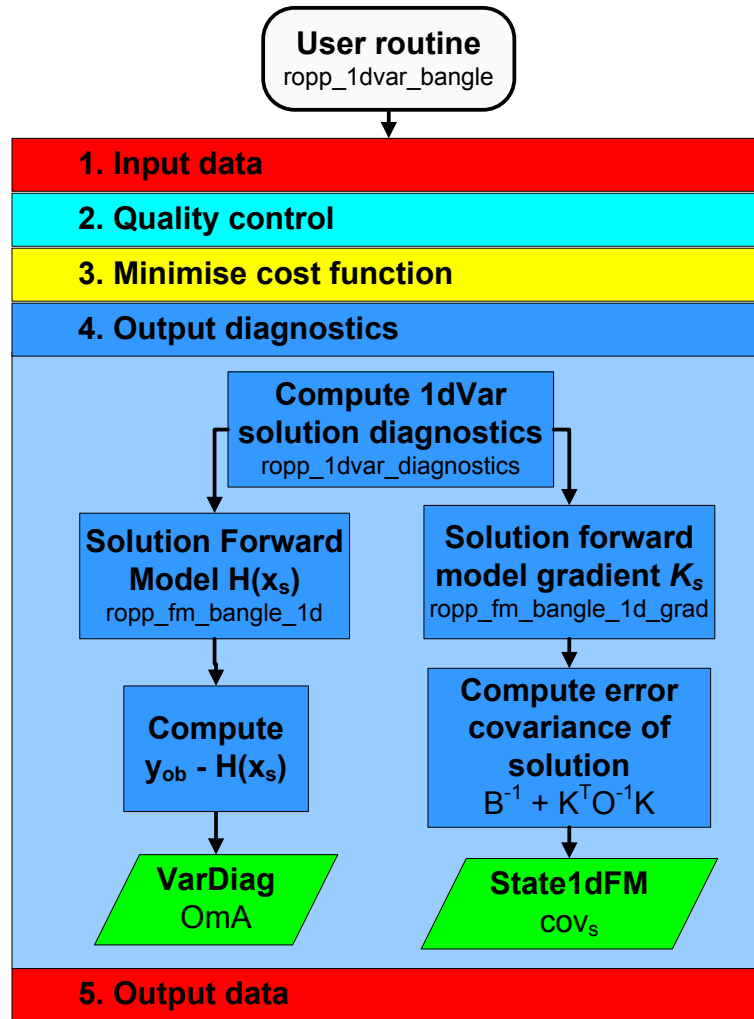 User routine
ropp_1dvar_bangle
1. Input data
2. Quality control
3. Minimise cost function
4. Output diagnostics
Compute 1dVar
solution diagnostics
ropp_1dvar_diagnostics
Solution Forward
Model H(xₛ)
ropp_fm_bangle_1d
Solution forward
model gradient Kₛ
ropp_fm_bangle_1d_grad
Compute
y_ob - H(xₛ)
Compute error
covariance of
solution
B⁻¹ + KᵀO⁻¹K
VarDiag
OmA
State1dFM
covₛ
5. Output data